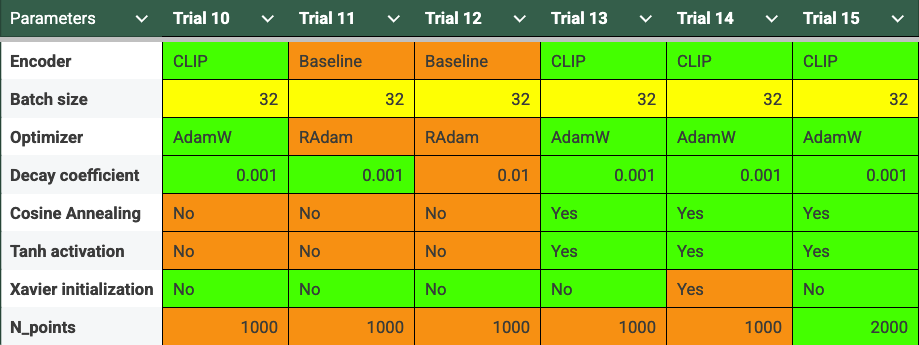 Parameters Trial 10 Trial 11 Trial 12 Trial 13 Trial 14 Trial 15
Encoder CLIP Baseline Baseline CLIP CLIP CLIP
Batch size 32 32 32 32 32 32
Optimizer AdamW RAdam RAdam AdamW AdamW AdamW
Decay coefficient 0.001 0.001 0.01 0.001 0.001 0.001
Cosine Annealing No No No Yes Yes Yes
Tanh activation No No No Yes Yes Yes
Xavier initialization No No No No Yes No
N_points 1000 1000 1000 1000 1000 2000